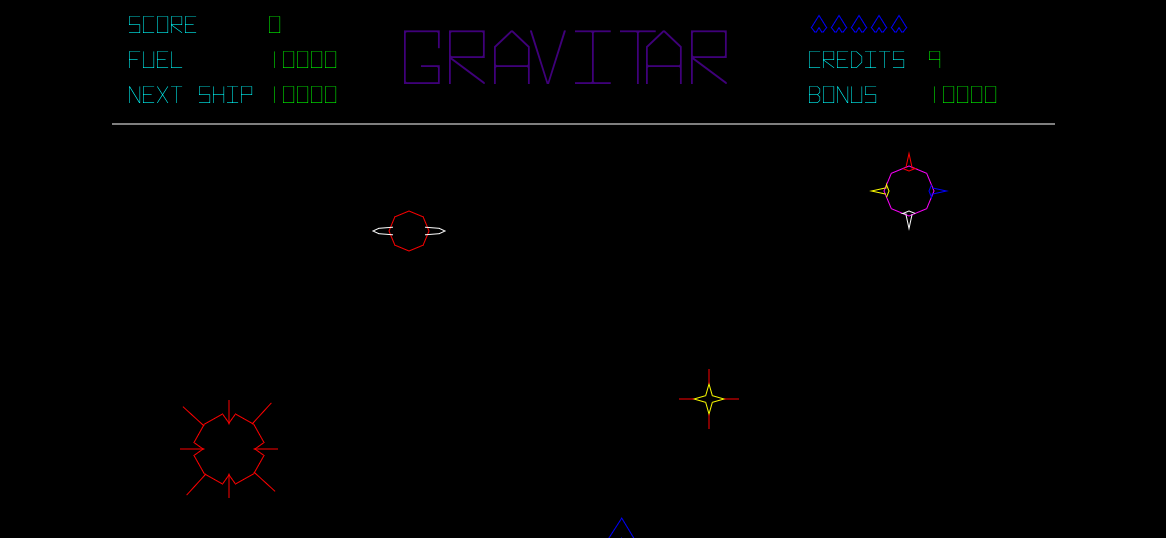 SCORE 0
FUEL 10000
NEXT SHIP 10000
GRAVITAR
CREDITS 9
BONUS 10000